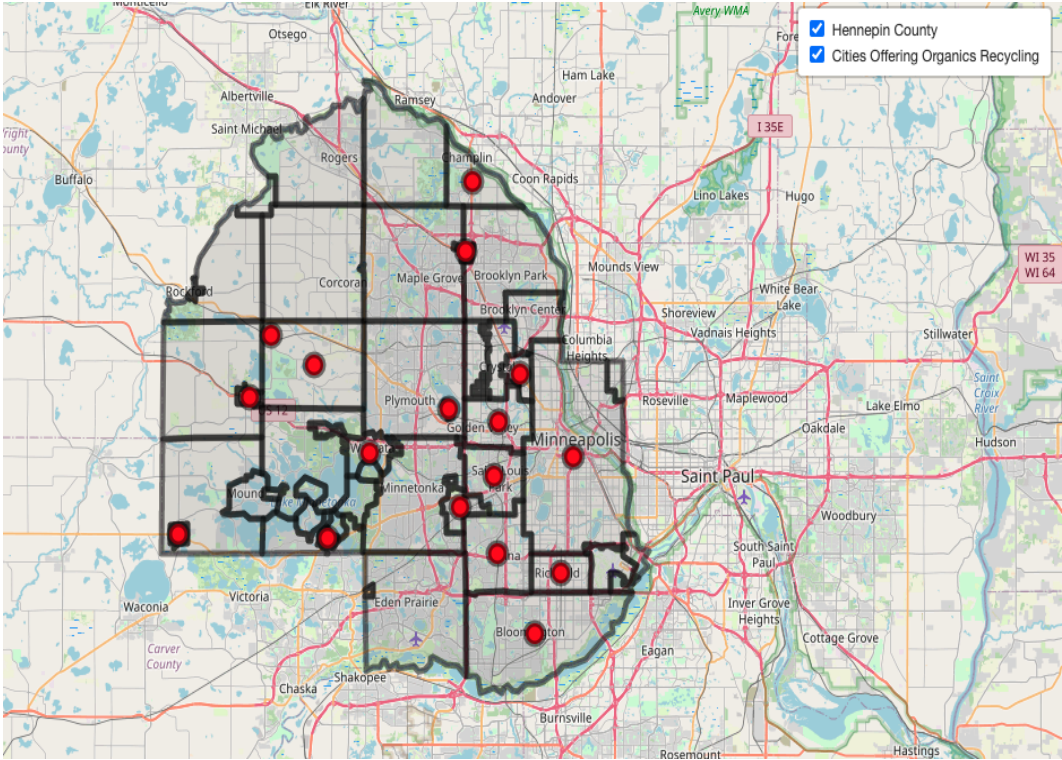 Monticello
Elk River
Avery WMA
Hennepin County
Cities Offering Organics Recycling
Otsego
Ham Lake
Albertville
Ramsey
Andover
Saint Michael
I 35E
Rogers
Champlin
Coon Rapids
Buffalo
Lino Lakes
Hugo
WI 35
WI 64
Mounds View
Maple Grove
Brooklyn Park
Corcoran
Rockford
White Bear
Lake
Brooklyn Center
Shoreview
Vadnais Heights
Stillwater
Columbia
Heights
Saint
Croix
River
Plymouth
Roseville
Maplewood
Lake Elmo
Oakdale
Hudson
Minneapolis
Saint Paul
Minnetonka
Mound
Woodbury
South Saint
Paul
Waconia
Victoria
Eden Prairie
Inver Grove
Heights
Bloomington
Cottage Grove
Carver
County
Eagan
Shakopee
Chaska
Burnsville
Rosemount
Hastings